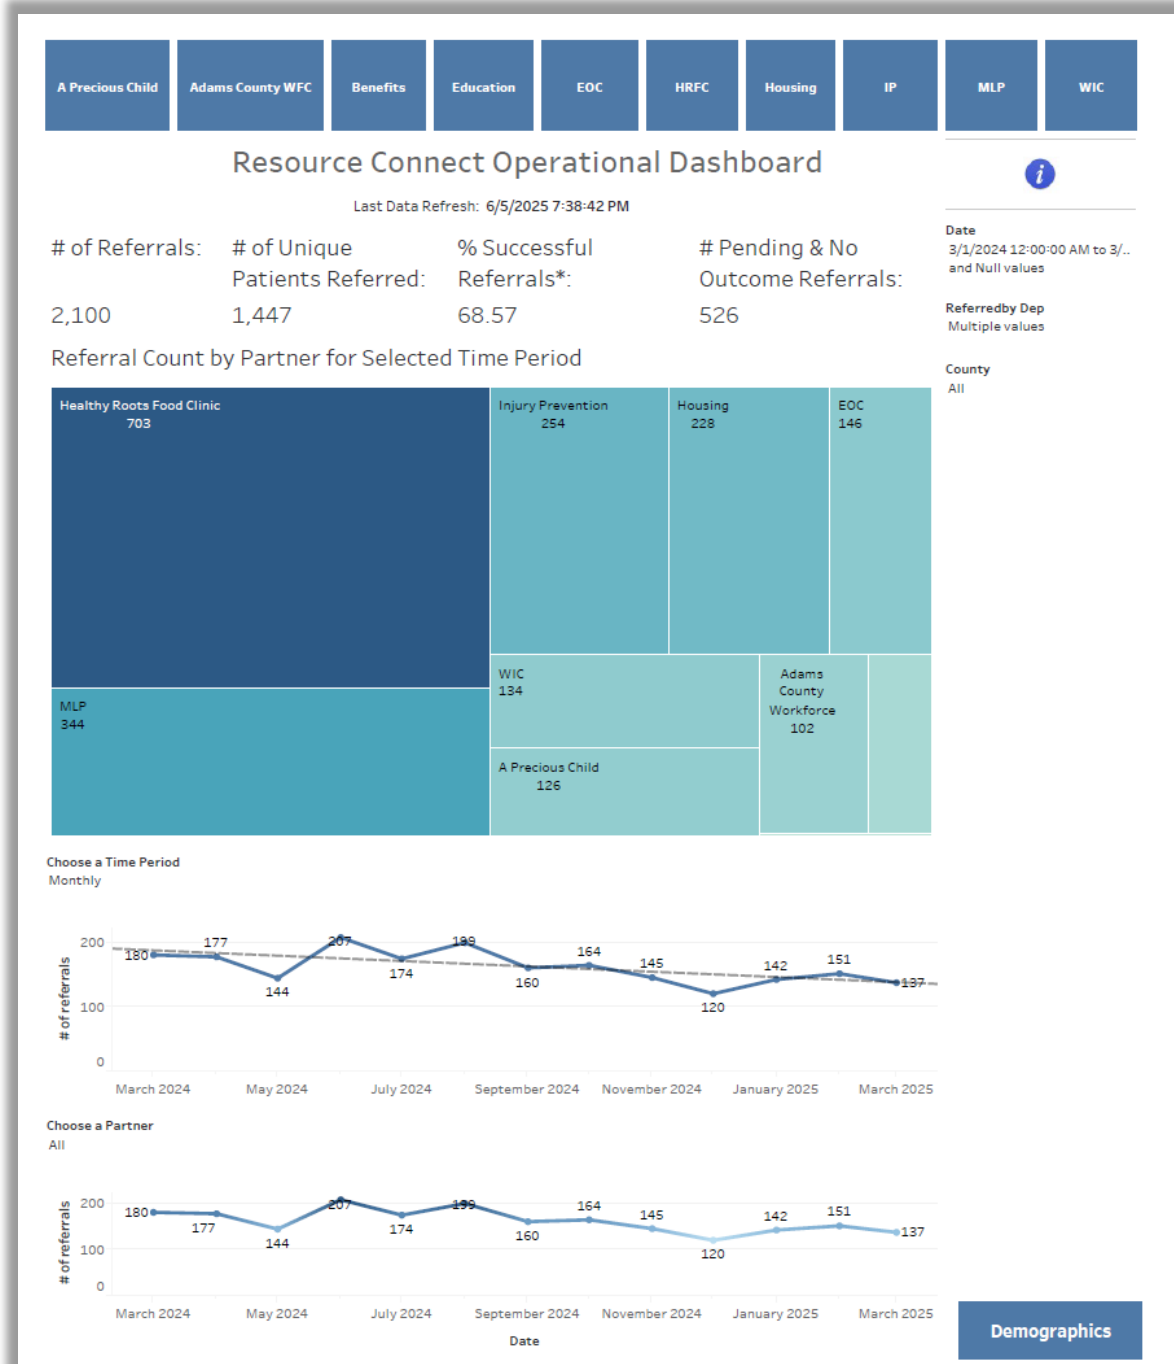 A Precious Child
Adams County WFC
Benefits
Education
EOC
HRFC
Housing
IP
MLP
WIC
Resource Connect Operational Dashboard
i
Last Data Refresh: 6/5/2025 7:38:42 PM
# of Referrals:
2,100
# of Unique
Patients Referred:
1,447
% Successful
Referrals*:
68.57
# Pending & No
Outcome Referrals:
526
Date
3/1/2024 12:00:00 AM to 3/..
and Null values
Referredby Dep
Multiple values
County
All
Referral Count by Partner for Selected Time Period
Healthy Roots Food Clinic
703
MLP
344
Injury Prevention
254
Housing
228
EOC
146
WIC
134
A Precious Child
126
Adams
County
Workforce
102
Choose a Time Period
Monthly
# of referrals
200
100
0
180
177
144
207
174
199
160
164
145
120
142
151
137
March 2024
May 2024
July 2024
September 2024
November 2024
January 2025
March 2025
Choose a Partner
All
# of referrals
200
100
0
180
177
144
207
174
199
160
164
145
120
142
151
137
March 2024
May 2024
July 2024
September 2024
November 2024
January 2025
March 2025
Date
Demographics